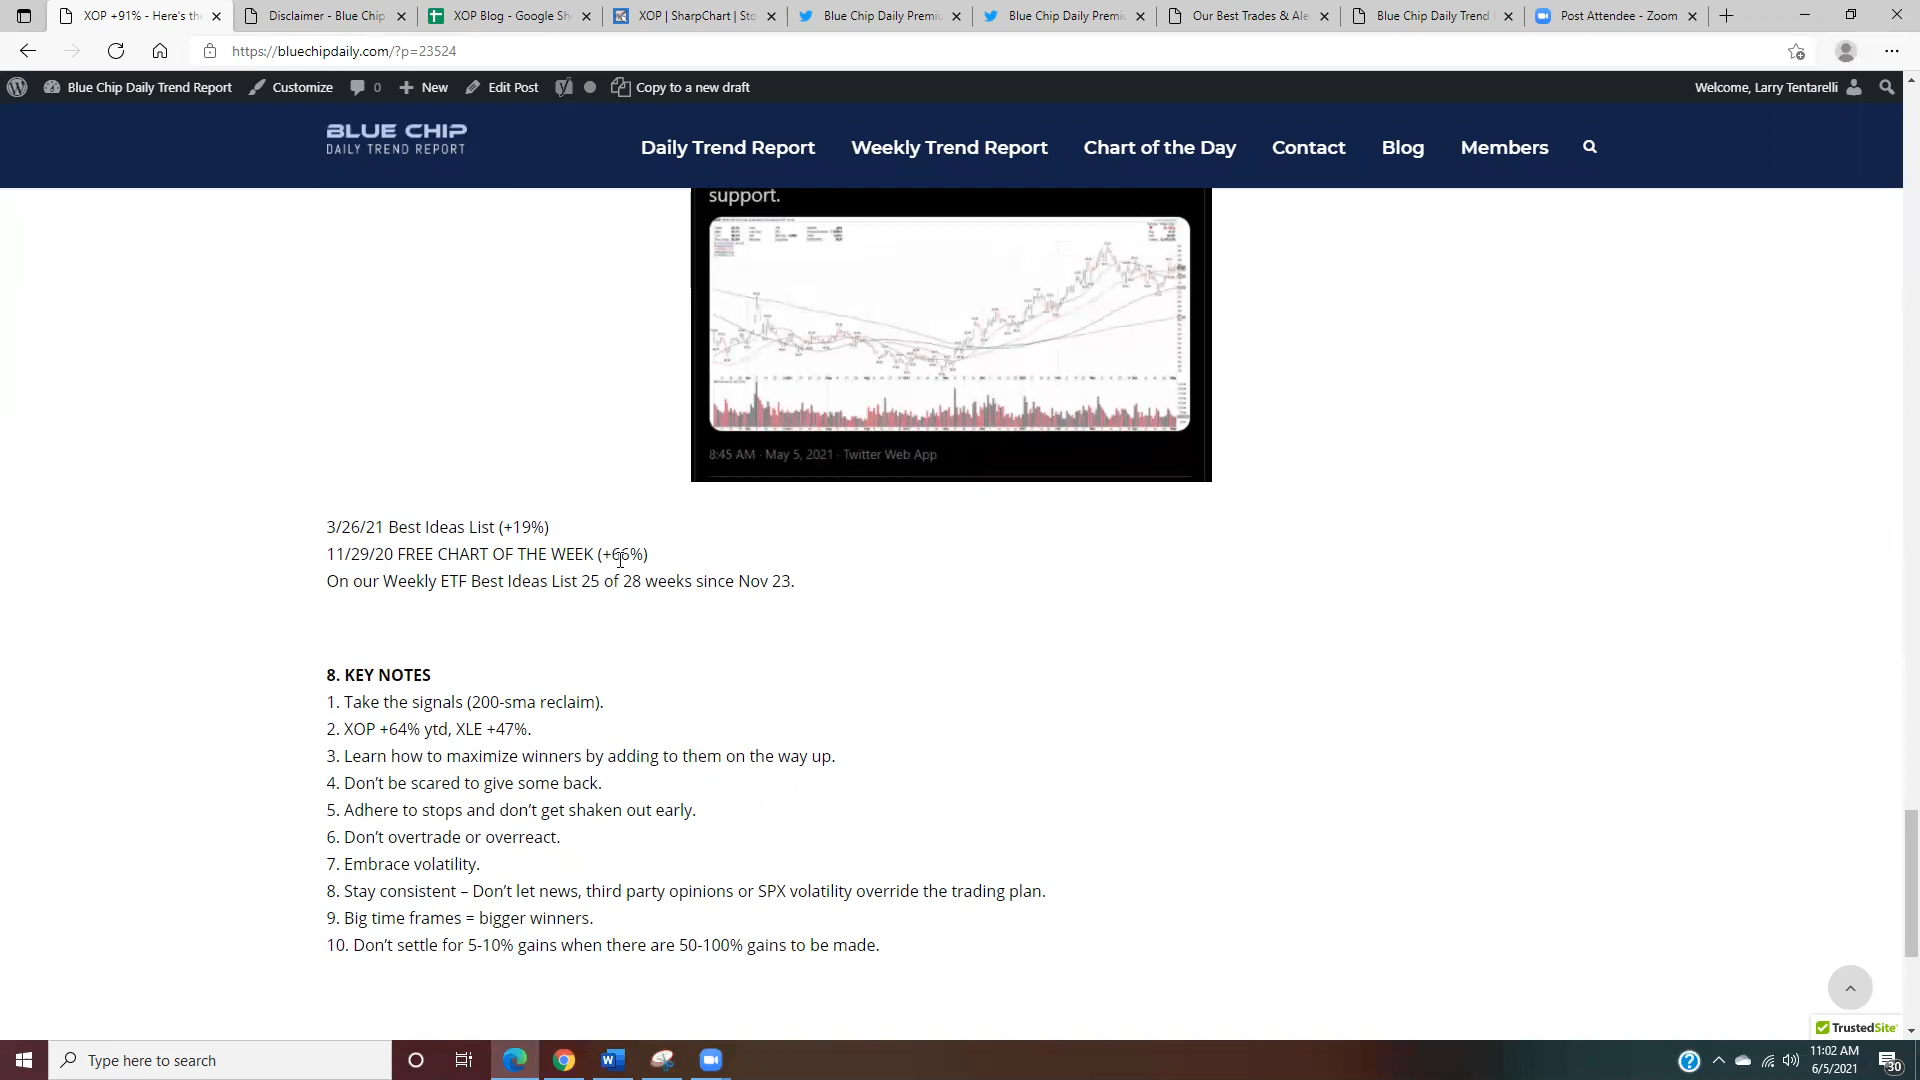 XOP +91% - Here's the
Disclaimer - Blue Chip
XOP Blog - Google She
XOP | SharpChart | Sto
Blue Chip Daily Premiu
Blue Chip Daily Premiu
Our Best Trades & Ale
Blue Chip Daily Trend
Post Attendee - Zoom
https://bluechipdaily.com/?p=23524
Blue Chip Daily Trend Report
Customize
0
New
Edit Post
Copy to a new draft
Welcome, Larry Tentarelli
BLUE CHIP
DAILY TREND REPORT
Daily Trend Report
Weekly Trend Report
Chart of the Day
Contact
Blog
Members
support.
8:45 AM · May 5, 2021 · Twitter Web App
3/26/21 Best Ideas List (+19%)
11/29/20 FREE CHART OF THE WEEK (+66%)
On our Weekly ETF Best Ideas List 25 of 28 weeks since Nov 23.
8. KEY NOTES
1. Take the signals (200-sma reclaim).
2. XOP +64% ytd, XLE +47%.
3. Learn how to maximize winners by adding to them on the way up.
4. Don’t be scared to give some back.
5. Adhere to stops and don’t get shaken out early.
6. Don’t overtrade or overreact.
7. Embrace volatility.
8. Stay consistent – Don’t let news, third party opinions or SPX volatility override the trading plan.
9. Big time frames = bigger winners.
10. Don’t settle for 5-10% gains when there are 50-100% gains to be made.
TrustedSite
Type here to search
11:02 AM
6/5/2021
30